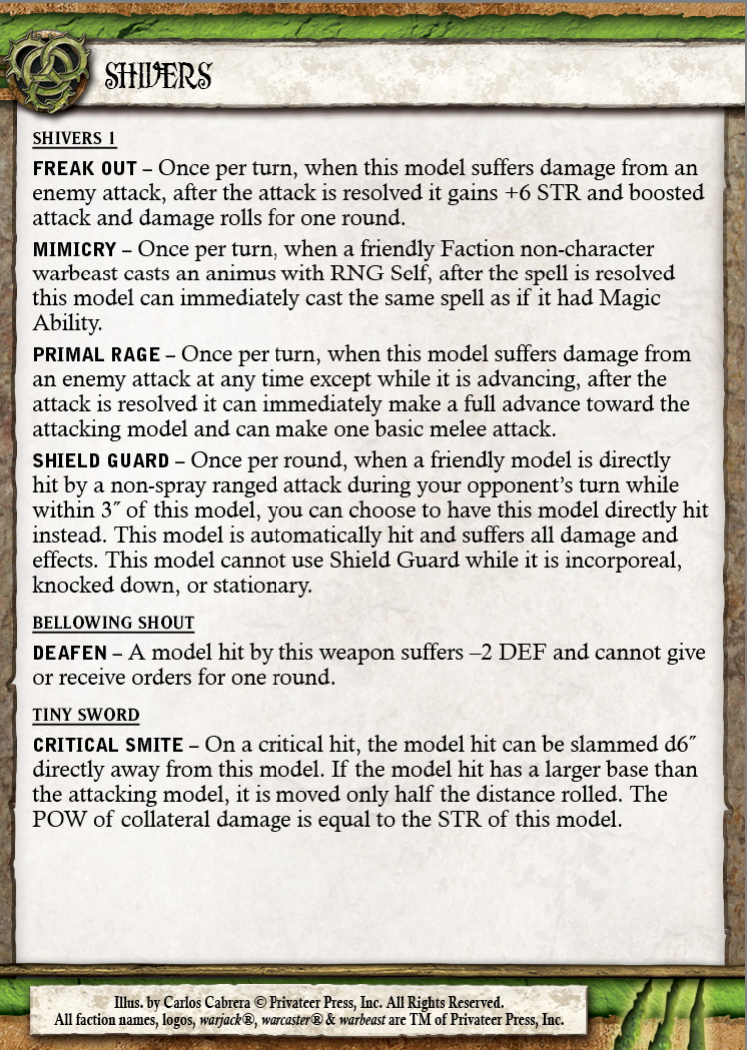 SHIVERS
SHIVERS 1
FREAK OUT – Once per turn, when this model suffers damage from an
enemy attack, after the attack is resolved it gains +6 STR and boosted
attack and damage rolls for one round.
MIMICRY – Once per turn, when a friendly Faction non-character
warbeast casts an animus with RNG Self, after the spell is resolved
this model can immediately cast the same spell as if it had Magic
Ability.
PRIMAL RAGE – Once per turn, when this model suffers damage from
an enemy attack at any time except while it is advancing, after the
attack is resolved it can immediately make a full advance toward the
attacking model and can make one basic melee attack.
SHIELD GUARD – Once per round, when a friendly model is directly
hit by a non-spray ranged attack during your opponent's turn while
within 3″ of this model, you can choose to have this model directly hit
instead. This model is automatically hit and suffers all damage and
effects. This model cannot use Shield Guard while it is incorporeal,
knocked down, or stationary.
BELLOWING SHOUT
DEAFEN – A model hit by this weapon suffers –2 DEF and cannot give
or receive orders for one round.
TINY SWORD
CRITICAL SMITE – On a critical hit, the model hit can be slammed d6″
directly away from this model. If the model hit has a larger base than
the attacking model, it is moved only half the distance rolled. The
POW of collateral damage is equal to the STR of this model.
Illus. by Carlos Cabrera © Privateer Press, Inc. All Rights Reserved.
All faction names, logos, warjack®, warcaster® & warbeast are TM of Privateer Press, Inc.